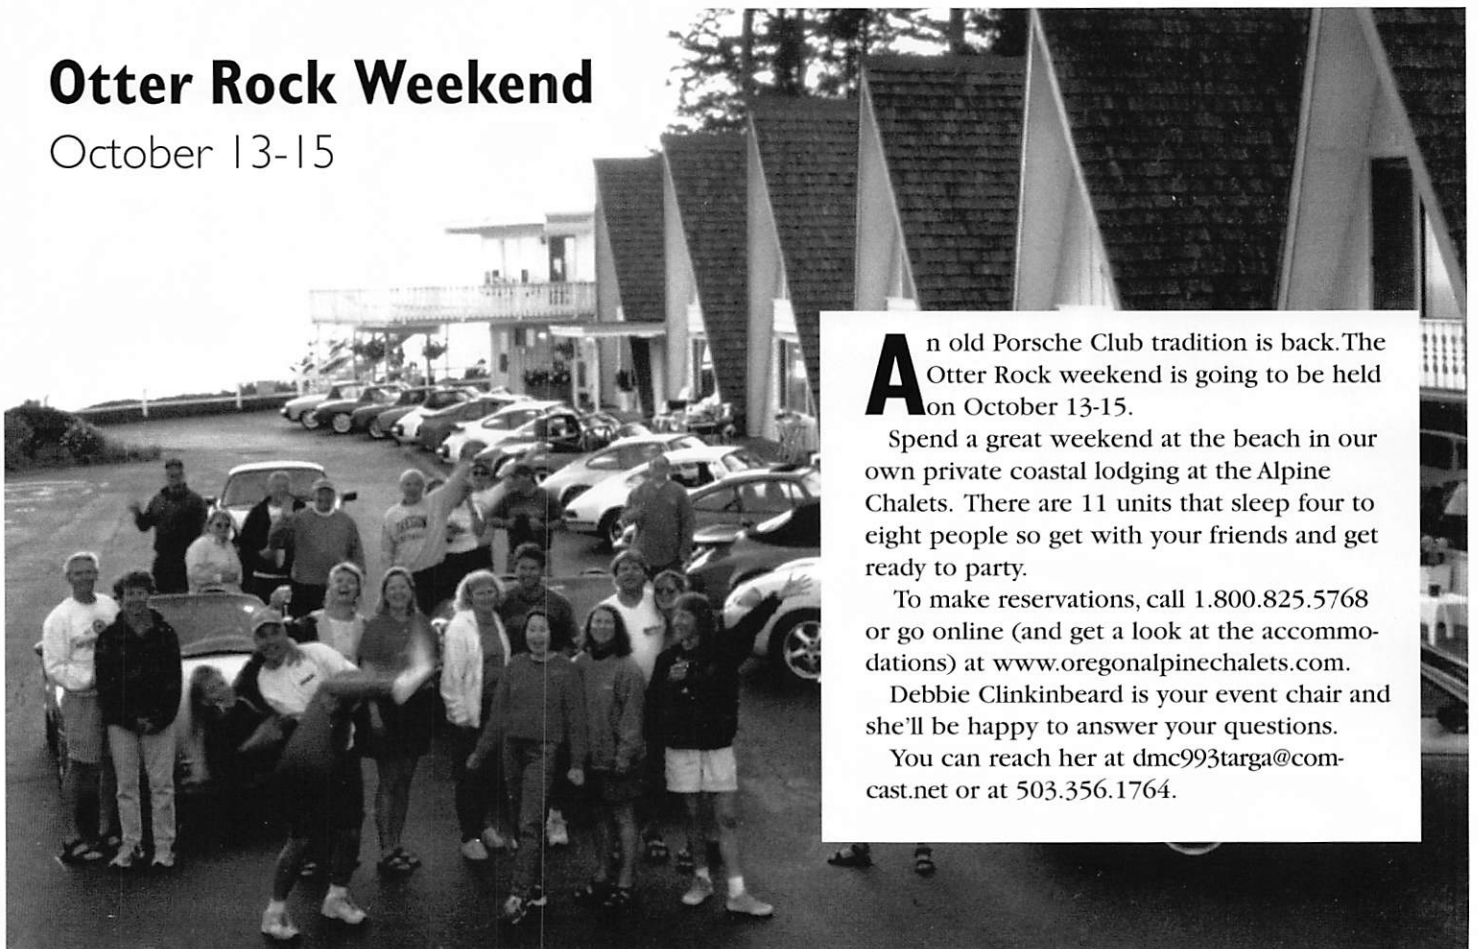 Otter Rock Weekend
October 13-15
An old Porsche Club tradition is back. The
Otter Rock weekend is going to be held
on October 13-15.
Spend a great weekend at the beach in our
own private coastal lodging at the Alpine
Chalets. There are 11 units that sleep four to
eight people so get with your friends and get
ready to party.
To make reservations, call 1.800.825.5768
or go online (and get a look at the accommo-
dations) at www.oregonalpinechalets.com.
Debbie Clinkinbeard is your event chair and
she'll be happy to answer your questions.
You can reach her at dmc993targa@com-
cast.net or at 503.356.1764.